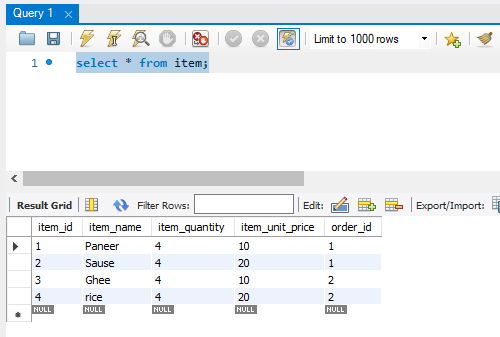 Query 1
Limit to 1000 rows
1 select * from item;
Result Grid Filter Rows: Edit: Export/Import:
item_id item_name item_quantity item_unit_price order_id
1 Paneer 4 10 1
2 Sause 4 20 1
3 Ghee 4 10 2
4 rice 4 20 2
NULL NULL NULL NULL NULL